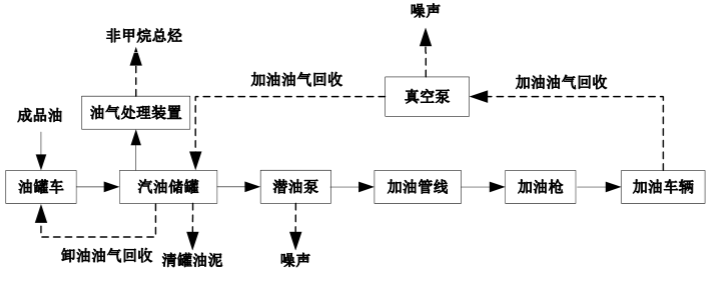 噪声
非甲烷总烃
加油油气回收
真空泵
加油油气回收
成品油
油气处理装置
油罐车
汽油储罐
潜油泵
加油管线
加油枪
加油车辆
卸油油气回收
清罐油泥
噪声